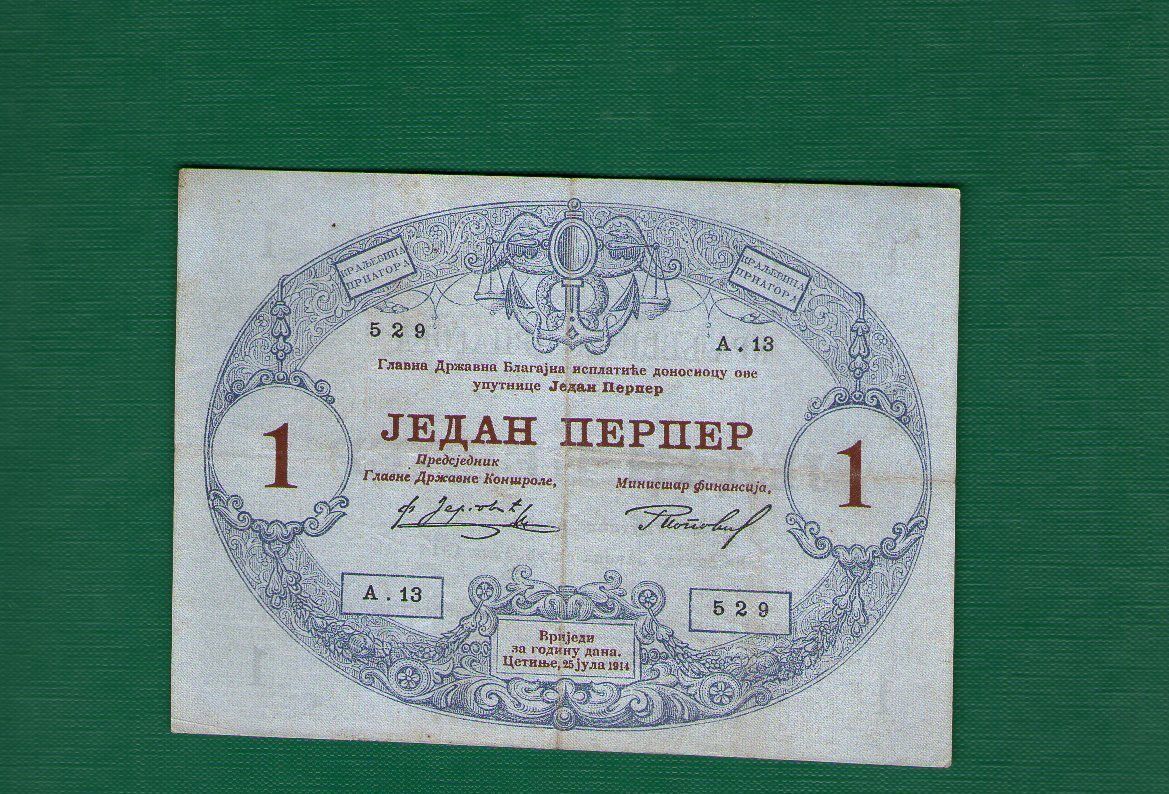 КРАЉЕВИНА
ЦРНАГОРА
КРАЉЕВИНА
ЦРНАГОРА
529
А. 13
Главна Државна Благајна исплатиће доносиоцу ове
упутнице Један Перпер
ЈЕДАН ПЕРПЕР
1
1
Предсједник
Главне Државне Контроле,
Министар финансија,
А. 13
529
Вриједи
за годину дана.
Цетиње, 25 јула 1914